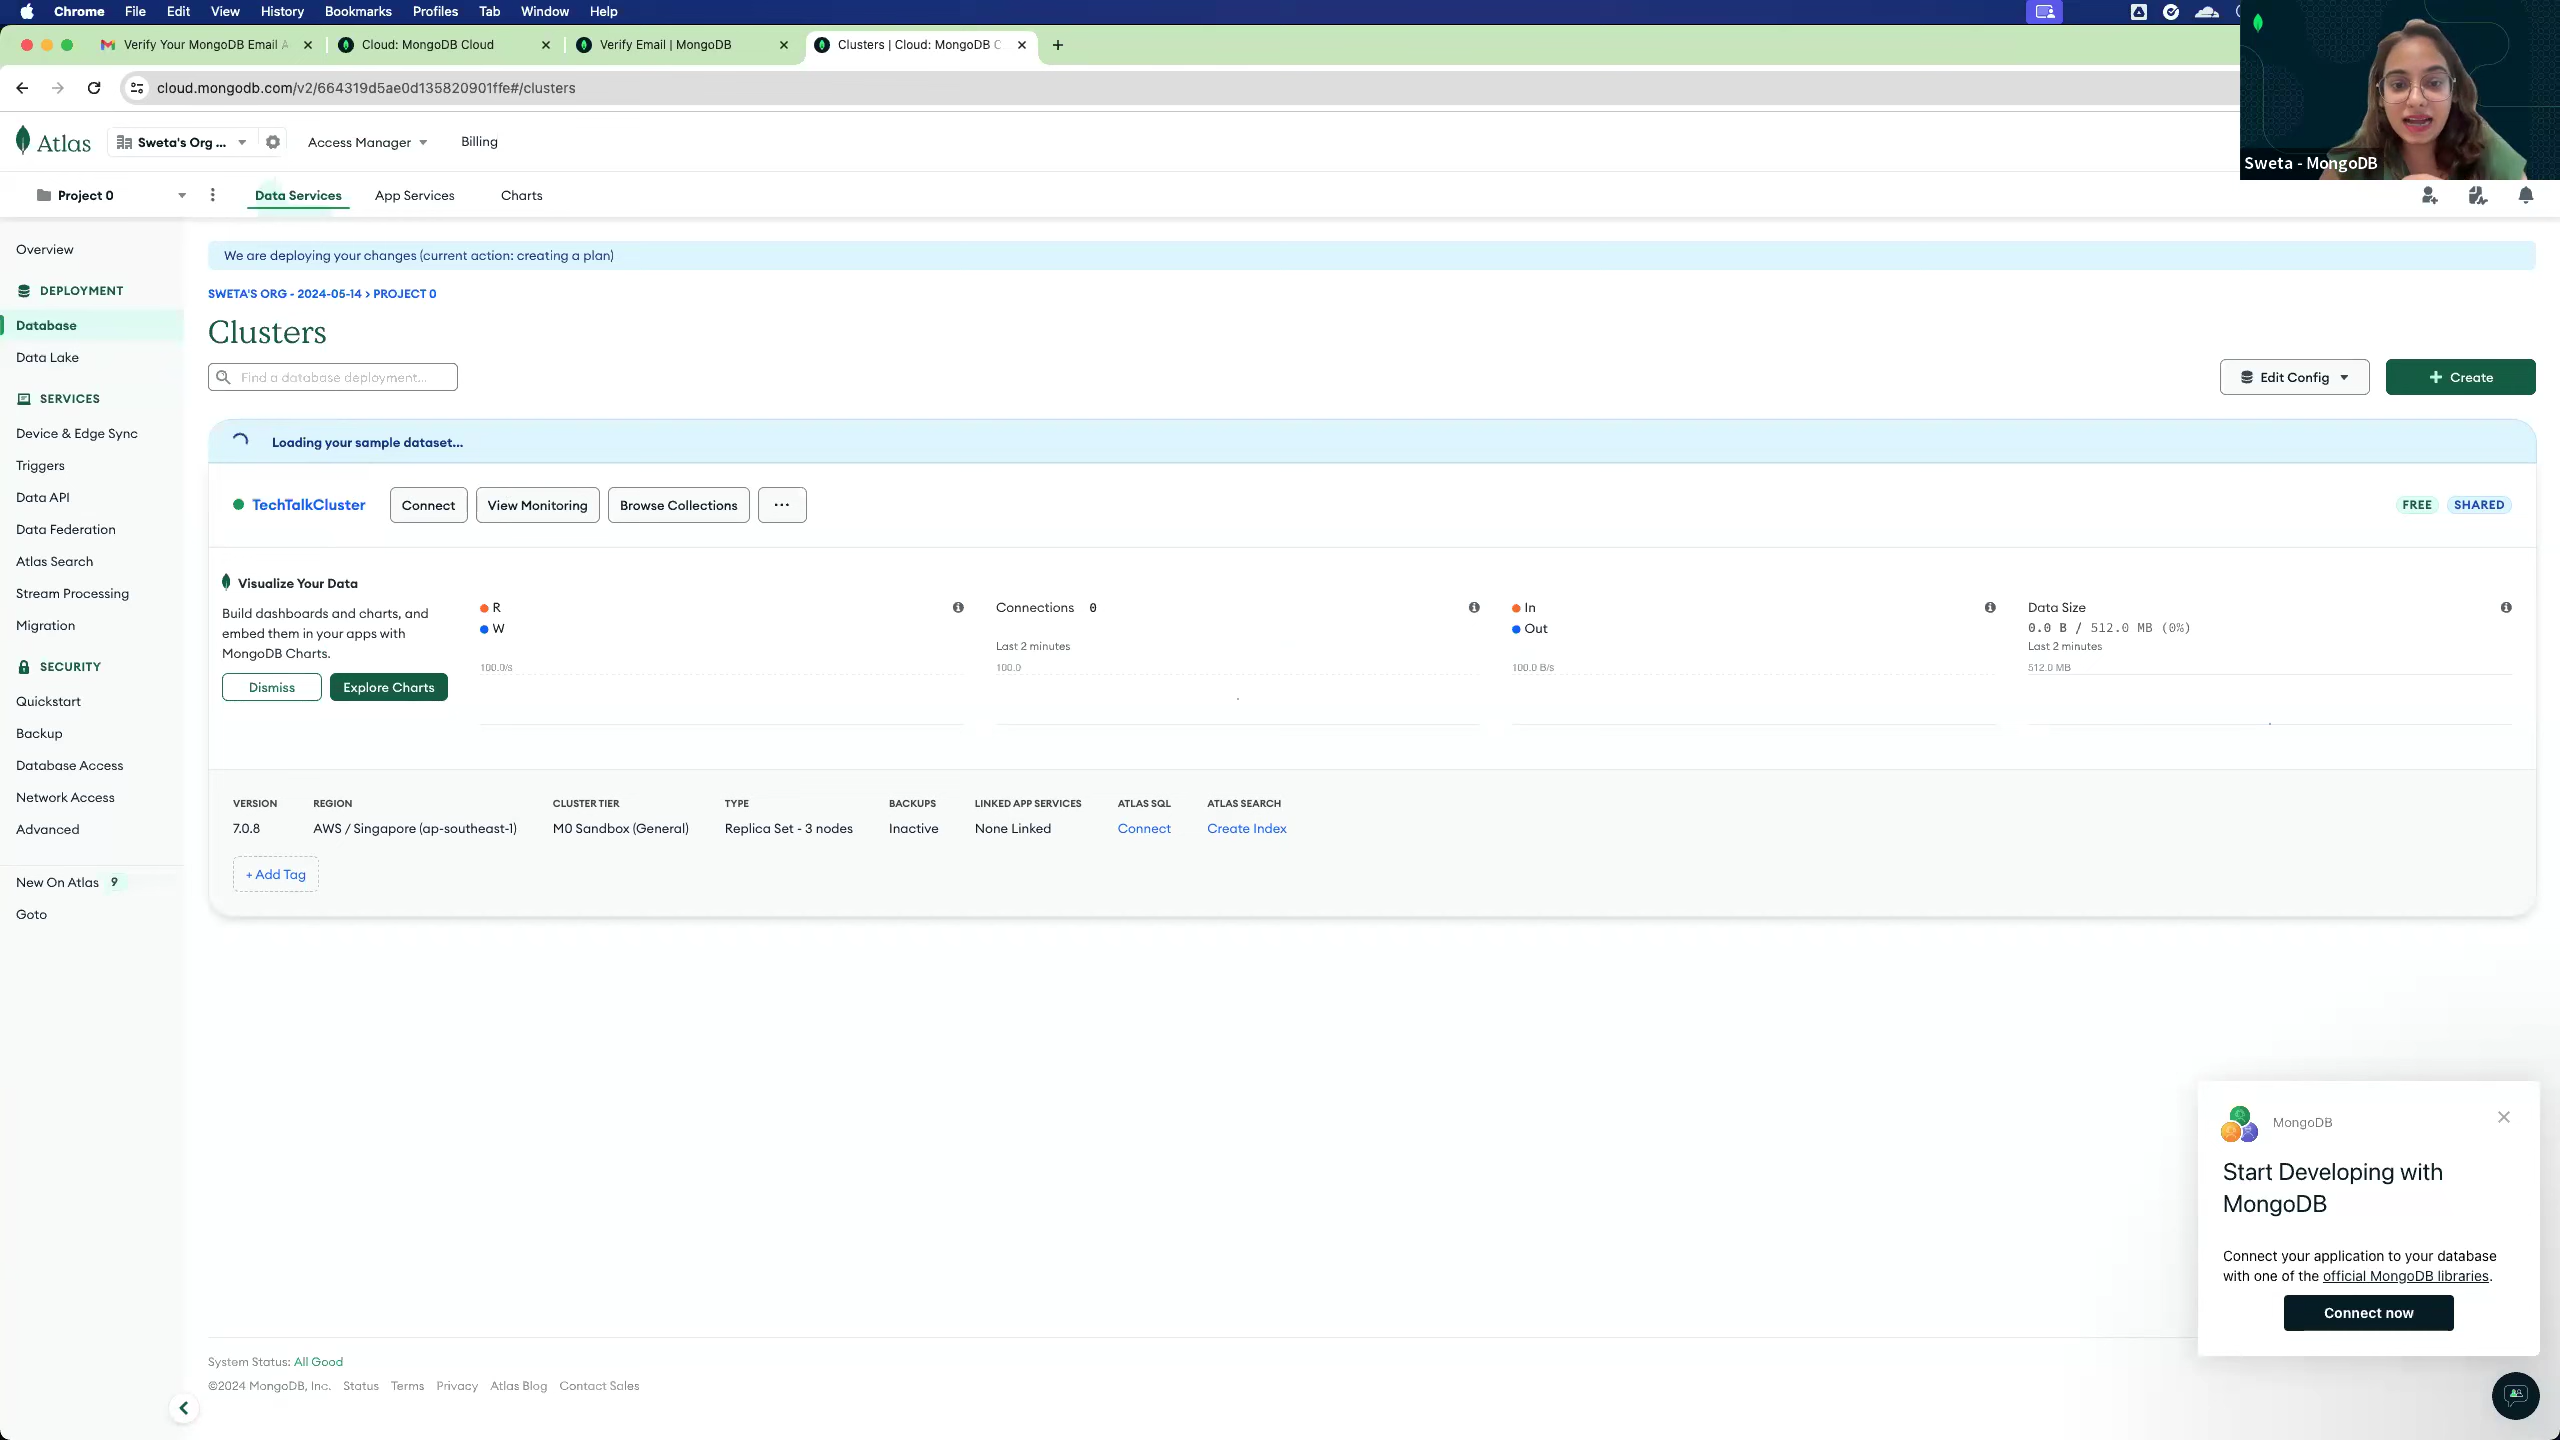 Chrome File Edit View History Bookmarks Profiles Tab Window Help
Verify Your MongoDB Email A
Cloud: MongoDB Cloud
Verify Email | MongoDB
Clusters | Cloud: MongoDB C
cloud.mongodb.com/v2/664319d5ae0d135820901ffe#/clusters
Atlas
Sweta's Org ...
Access Manager
Billing
Sweta - MongoDB
Project 0
Data Services
App Services
Charts
Overview
DEPLOYMENT
Database
Data Lake
SERVICES
Device & Edge Sync
Triggers
Data API
Data Federation
Atlas Search
Stream Processing
Migration
SECURITY
Quickstart
Backup
Database Access
Network Access
Advanced
New On Atlas 9
Goto
We are deploying your changes (current action: creating a plan)
SWETA'S ORG - 2024-05-14 > PROJECT 0
Clusters
Find a database deployment...
Edit Config
+ Create
Loading your sample dataset...
TechTalkCluster
Connect
View Monitoring
Browse Collections
...
FREE
SHARED
Visualize Your Data
Build dashboards and charts, and
embed them in your apps with
MongoDB Charts.
Dismiss
Explore Charts
R
W
100.0/s
Connections 0
Last 2 minutes
100.0
In
Out
100.0 B/s
Data Size
0.0 B / 512.0 MB (0%)
Last 2 minutes
512.0 MB
VERSION
7.0.8
REGION
AWS / Singapore (ap-southeast-1)
CLUSTER TIER
M0 Sandbox (General)
TYPE
Replica Set - 3 nodes
BACKUPS
Inactive
LINKED APP SERVICES
None Linked
ATLAS SQL
Connect
ATLAS SEARCH
Create Index
+ Add Tag
MongoDB
Start Developing with
MongoDB
Connect your application to your database
with one of the official MongoDB libraries.
Connect now
System Status: All Good
©2024 MongoDB, Inc. Status Terms Privacy Atlas Blog Contact Sales